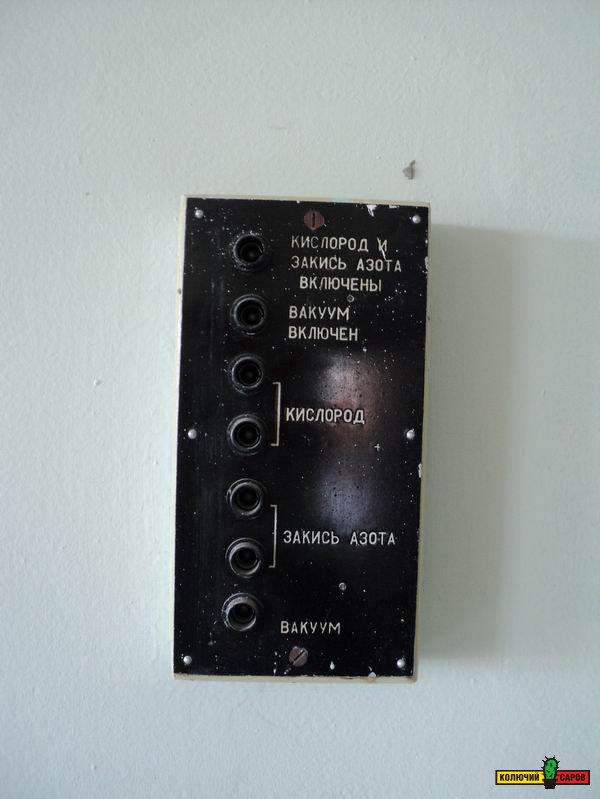 КИСЛОРОД И
ЗАКИСЬ АЗОТА
ВКЛЮЧЕНЫ
ВАКУУМ
ВКЛЮЧЕН
КИСЛОРОД
ЗАКИСЬ АЗОТА
ВАКУУМ
КОЛЮЧИЙ САРОВ